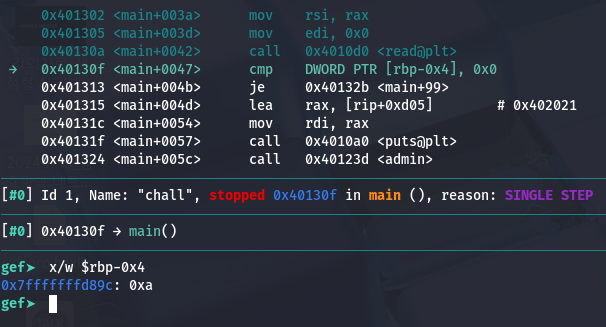 0x401302 <main+003a> mov rsi, rax
0x401305 <main+003d> mov edi, 0x0
0x40130a <main+0042> call 0x4010d0 <read@plt>
→ 0x40130f <main+0047> cmp DWORD PTR [rbp-0x4], 0x0
0x401313 <main+004b> je 0x40132b <main+99>
0x401315 <main+004d> lea rax, [rip+0xd05] # 0x402021
0x40131c <main+0054> mov rdi, rax
0x40131f <main+0057> call 0x4010a0 <puts@plt>
0x401324 <main+005c> call 0x40123d <admin>
[#0] Id 1, Name: "chall", stopped 0x40130f in main (), reason: SINGLE STEP
[#0] 0x40130f → main()
gef➤ x/w $rbp-0x4
0x7fffffffd89c: 0xa
gef➤